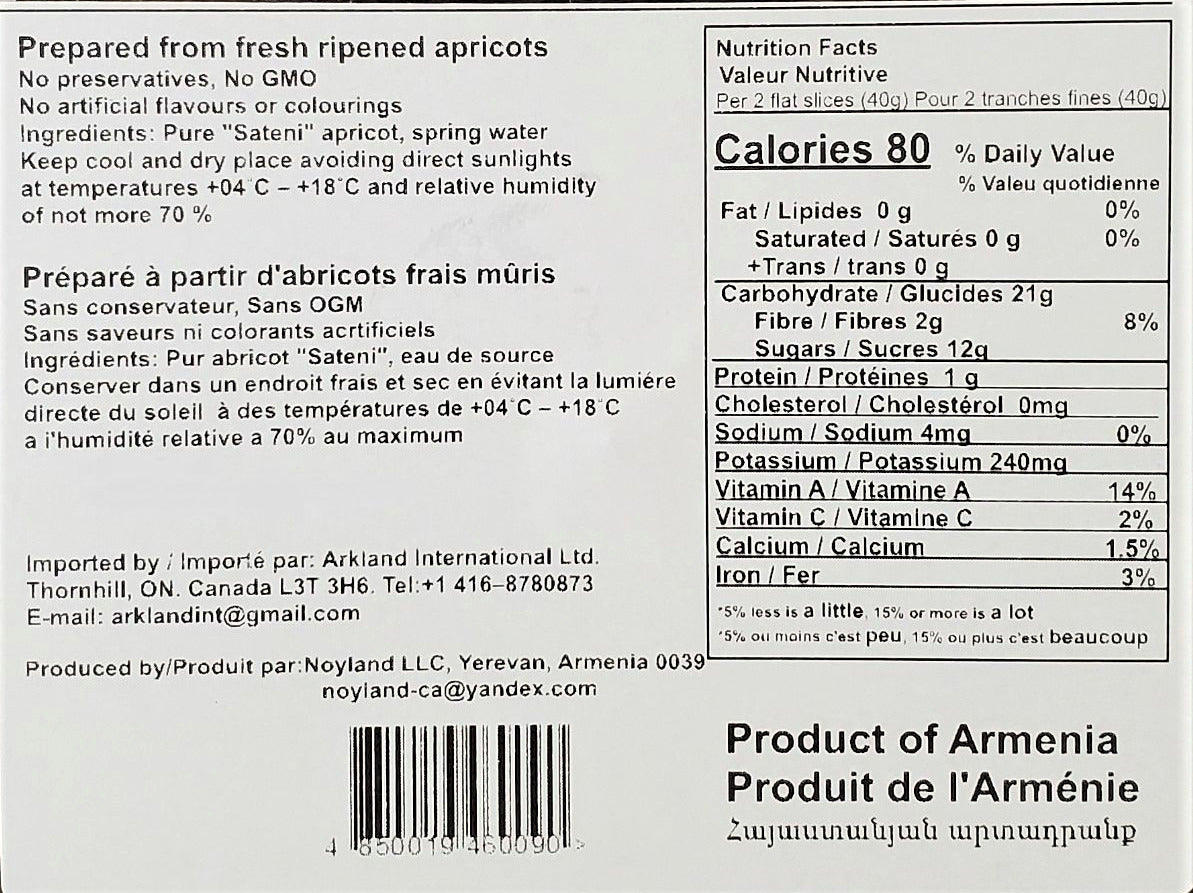 Prepared from fresh ripened apricots
No preservatives, No GMO
No artificial flavours or colourings
Ingredients: Pure "Sateni" apricot, spring water
Keep cool and dry place avoiding direct sunlights
at temperatures +04°C – +18°C and relative humidity
of not more 70 %
Préparé à partir d'abricots frais mûris
Sans conservateur, Sans OGM
Sans saveurs ni colorants acrtificiels
Ingrédients: Pur abricot "Sateni", eau de source
Conserver dans un endroit frais et sec en évitant la lumiére
directe du soleil à des températures de +04°C – +18°C
a i'humidité relative a 70% au maximum
Imported by / Importé par: Arkland International Ltd.
Thornhill, ON. Canada L3T 3H6. Tel:+1 416-8780873
E-mail: arklandint@gmail.com
Produced by/Produit par:Noyland LLC, Yerevan, Armenia 0039
noyland-ca@yandex.com
4 850019 460090 >
Nutrition Facts
Valeur Nutritive
Per 2 flat slices (40g) Pour 2 tranches fines (40g)
Calories 80 % Daily Value
% Valeu quotidienne
Fat / Lipides 0 g 0%
Saturated / Saturés 0 g 0%
+Trans / trans 0 g
Carbohydrate / Glucides 21g
Fibre / Fibres 2g 8%
Sugars / Sucres 12g
Protein / Protéines 1 g
Cholesterol / Cholestérol 0mg
Sodium / Sodium 4mg 0%
Potassium / Potassium 240mg
Vitamin A / Vitamine A 14%
Vitamin C / Vitamine C 2%
Calcium / Calcium 1.5%
Iron / Fer 3%
*5% less is a little, 15% or more is a lot
*5% ou moins c'est peu, 15% ou plus c'est beaucoup
Product of Armenia
Produit de l'Arménie
Հայաստանյան արտադրանք